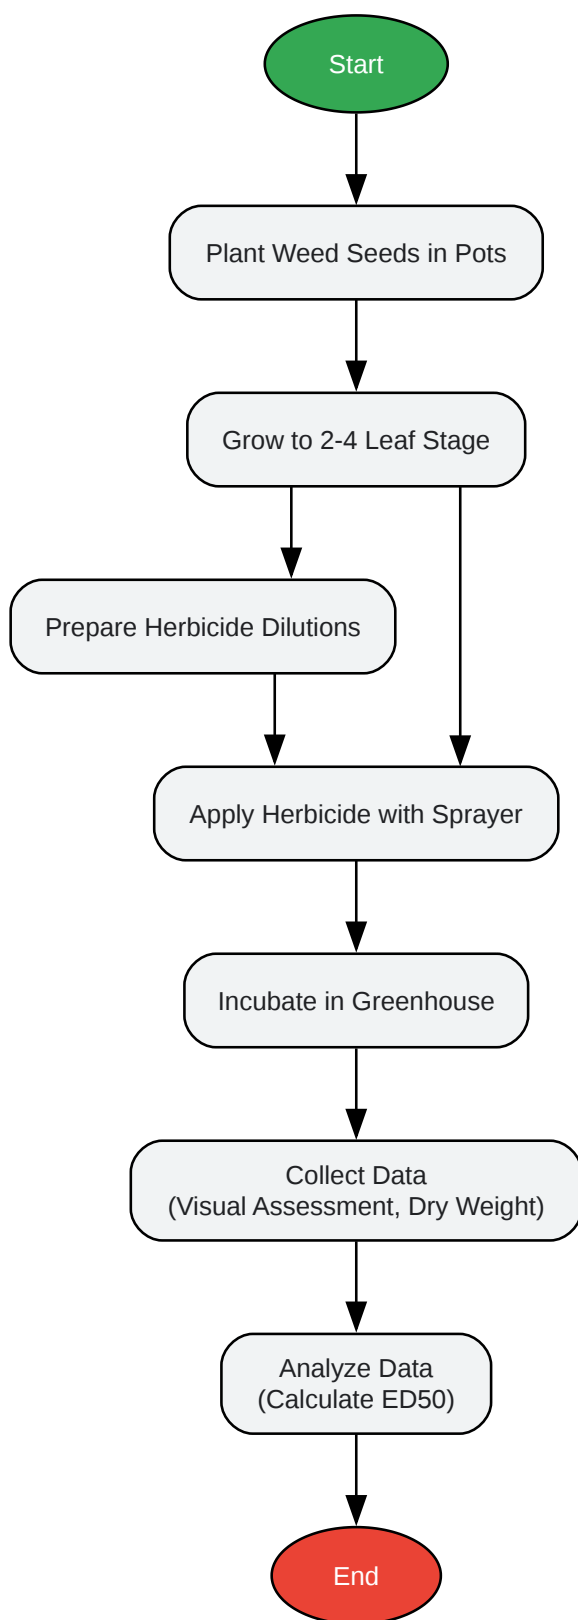 Start
Plant Weed Seeds in Pots
Grow to 2-4 Leaf Stage
Prepare Herbicide Dilutions
Apply Herbicide with Sprayer
Incubate in Greenhouse
Collect Data
(Visual Assessment, Dry Weight)
Analyze Data
(Calculate ED50)
End